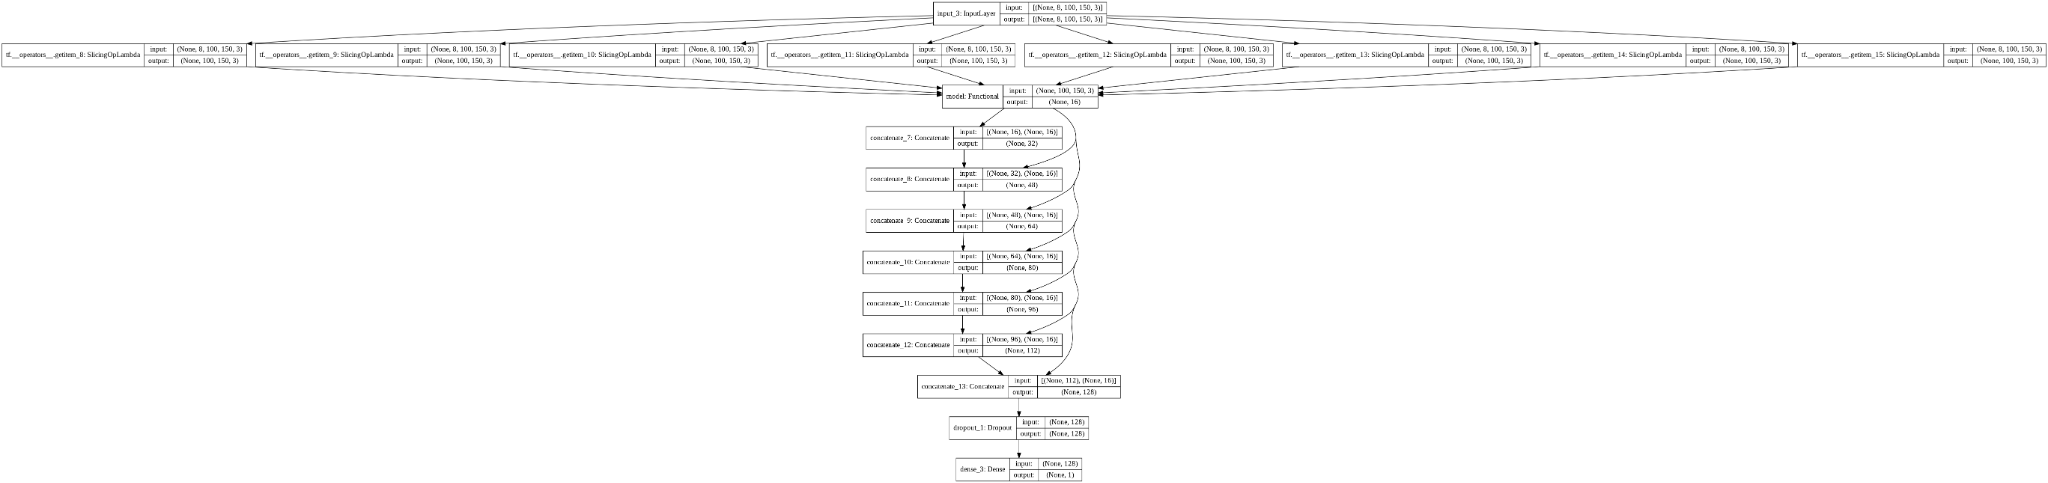 input_3: InputLayer input: [(None, 8, 100, 150, 3)]
output: [(None, 8, 100, 150, 3)]
tf.__operators__.getitem_8: SlicingOpLambda input: (None, 8, 100, 150, 3)
output: (None, 100, 150, 3)
tf.__operators__.getitem_9: SlicingOpLambda input: (None, 8, 100, 150, 3)
output: (None, 100, 150, 3)
tf.__operators__.getitem_10: SlicingOpLambda input: (None, 8, 100, 150, 3)
output: (None, 100, 150, 3)
tf.__operators__.getitem_11: SlicingOpLambda input: (None, 8, 100, 150, 3)
output: (None, 100, 150, 3)
tf.__operators__.getitem_12: SlicingOpLambda input: (None, 8, 100, 150, 3)
output: (None, 100, 150, 3)
tf.__operators__.getitem_13: SlicingOpLambda input: (None, 8, 100, 150, 3)
output: (None, 100, 150, 3)
tf.__operators__.getitem_14: SlicingOpLambda input: (None, 8, 100, 150, 3)
output: (None, 100, 150, 3)
tf.__operators__.getitem_15: SlicingOpLambda input: (None, 8, 100, 150, 3)
output: (None, 100, 150, 3)
model: Functional input: (None, 100, 150, 3)
output: (None, 16)
concatenate_7: Concatenate input: [(None, 16), (None, 16)]
output: (None, 32)
concatenate_8: Concatenate input: [(None, 32), (None, 16)]
output: (None, 48)
concatenate_9: Concatenate input: [(None, 48), (None, 16)]
output: (None, 64)
concatenate_10: Concatenate input: [(None, 64), (None, 16)]
output: (None, 80)
concatenate_11: Concatenate input: [(None, 80), (None, 16)]
output: (None, 96)
concatenate_12: Concatenate input: [(None, 96), (None, 16)]
output: (None, 112)
concatenate_13: Concatenate input: [(None, 112), (None, 16)]
output: (None, 128)
dropout_1: Dropout input: (None, 128)
output: (None, 128)
dense_3: Dense input: (None, 128)
output: (None, 1)